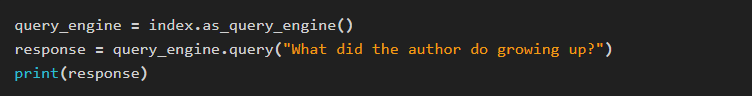 query_engine = index.as_query_engine()
response = query_engine.query("What did the author do growing up?")
print(response)